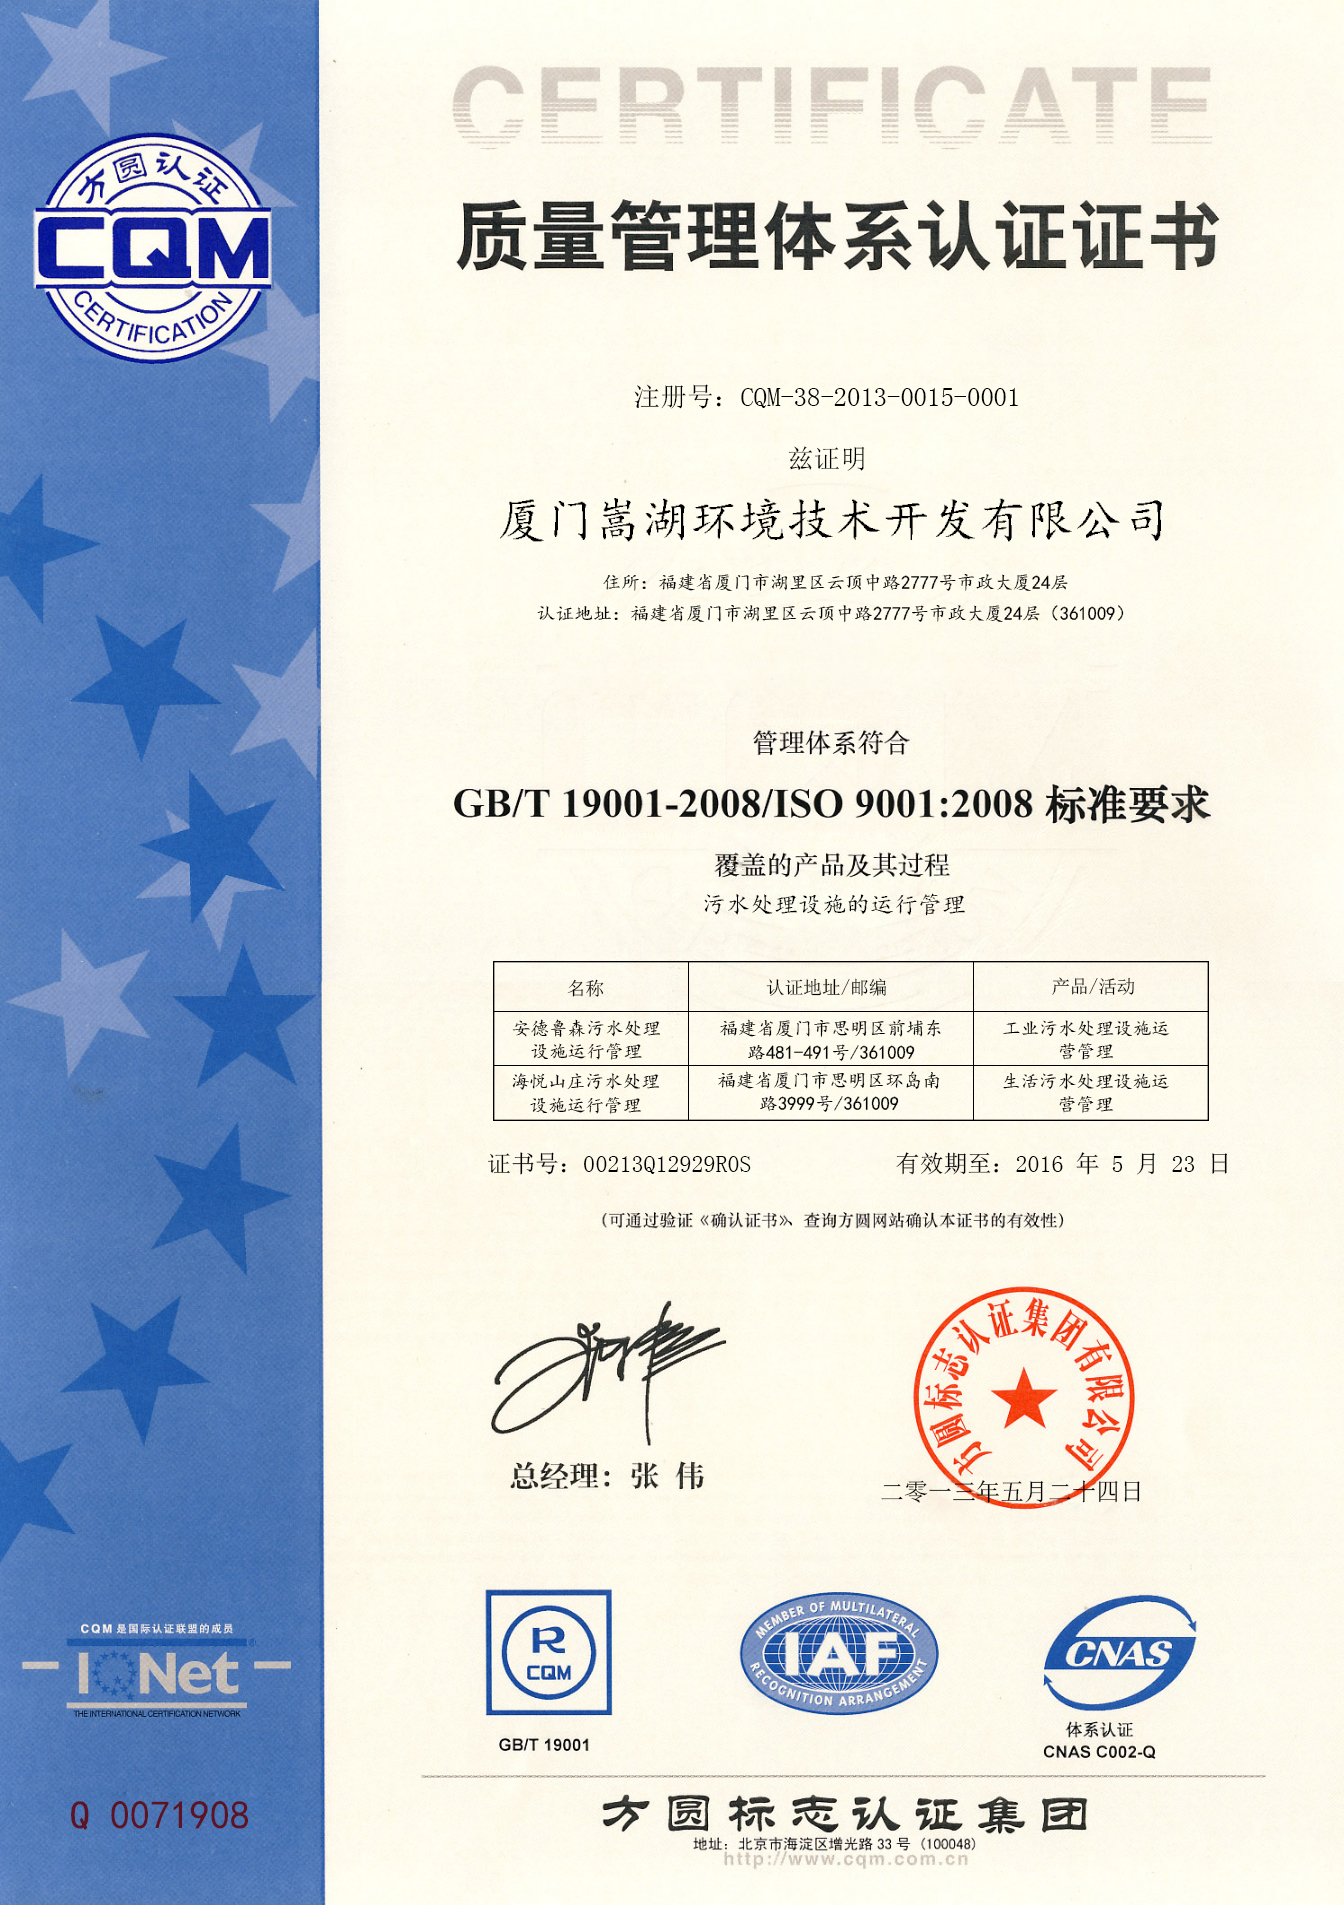 CERTIFICATE
方圆认证
CQM
CERTIFICATION
质量管理体系认证证书
注册号：CQM-38-2013-0015-0001
兹证明
厦门嵩湖环境技术开发有限公司
住所：福建省厦门市湖里区云顶中路2777号市政大厦24层
认证地址：福建省厦门市湖里区云顶中路2777号市政大厦24层（361009）
管理体系符合
GB/T 19001-2008/ISO 9001:2008 标准要求
覆盖的产品及其过程
污水处理设施的运行管理
名称 认证地址/邮编 产品/活动
安德鲁森污水处理 福建省厦门市思明区前埔东 工业污水处理设施运
设施运行管理 路481-491号/361009 营管理
海悦山庄污水处理 福建省厦门市思明区环岛南 生活污水处理设施运
设施运行管理 路3999号/361009 营管理
证书号：00213Q12929R0S 有效期至：2016 年 5 月 23 日
（可通过验证《确认证书》、查询方圆网站确认本证书的有效性）
方圆标志认证集团有限公司
总经理：张 伟
二零一三年五月二十四日
CQM 是国际认证联盟的成员
IQNet ®
THE INTERNATIONAL CERTIFICATION NETWORK
R
CQM
GB/T 19001
MEMBER OF MULTILATERAL
IAF
RECOGNITION ARRANGEMENT
CNAS
体系认证
CNAS C002-Q
Q 0071908
方圆标志认证集团
地址：北京市海淀区增光路 33 号（100048）
http://www.cqm.com.cn